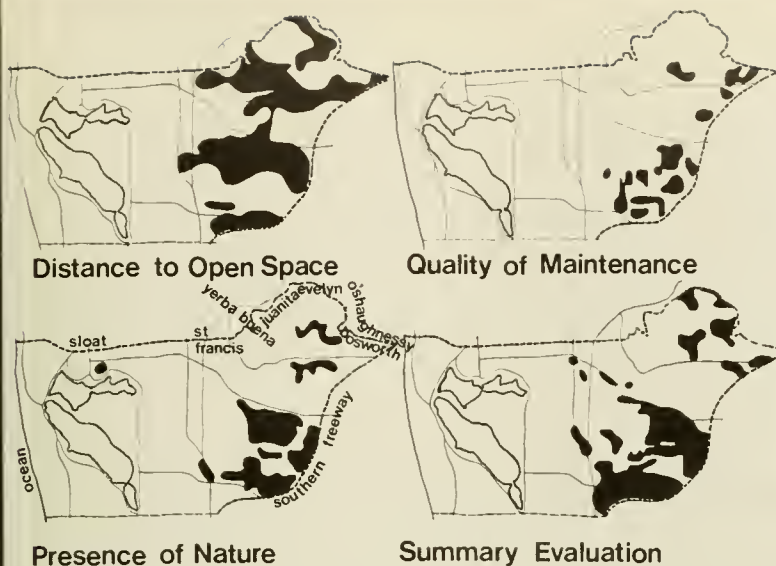 Distance to Open Space
Quality of Maintenance
yerba buena
juanita
evelyn
o'shaughnessy
bosworth
sloat
st
francis
ocean
southern freeway
Presence of Nature
Summary Evaluation